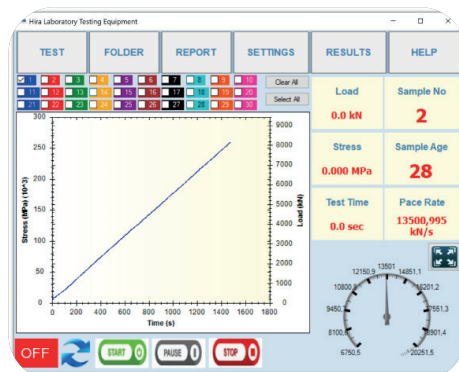 Hira Laboratory Testing Equipment
TEST FOLDER REPORT SETTINGS RESULTS HELP
1 2 3 4 5 6 7 8 9 10 Clear All
11 12 13 14 15 16 17 18 19 20 Select All
21 22 23 24 25 26 27 28 29 30
Load Sample No
0.0 kN 2
Stress Sample Age
0.000 MPa 28
Test Time Pace Rate
0.0 sec 13500,995
kN/s
Stress (MPa) (10^3)
300
250
200
150
100
50
0
9000
8000
7000
6000
5000
4000
3000
2000
1000
0
Load (kN)
0 200 400 600 800 1000 1200 1400 1600 1800
Time (s)
13501
12150,9 14851,1
10800,8 16201,2
9450,7 17551,3
8100,6 18901,4
6750,5 20251,5
OFF START PAUSE STOP